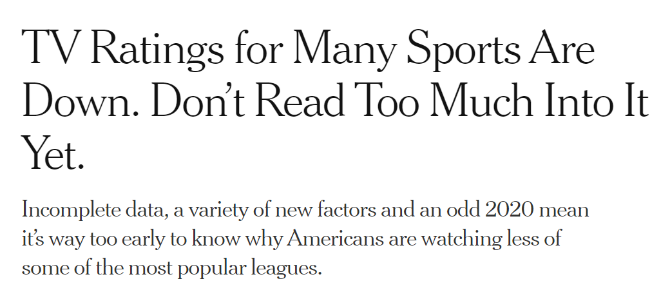 TV Ratings for Many Sports Are
Down. Don’t Read Too Much Into It
Yet.
Incomplete data, a variety of new factors and an odd 2020 mean
it’s way too early to know why Americans are watching less of
some of the most popular leagues.